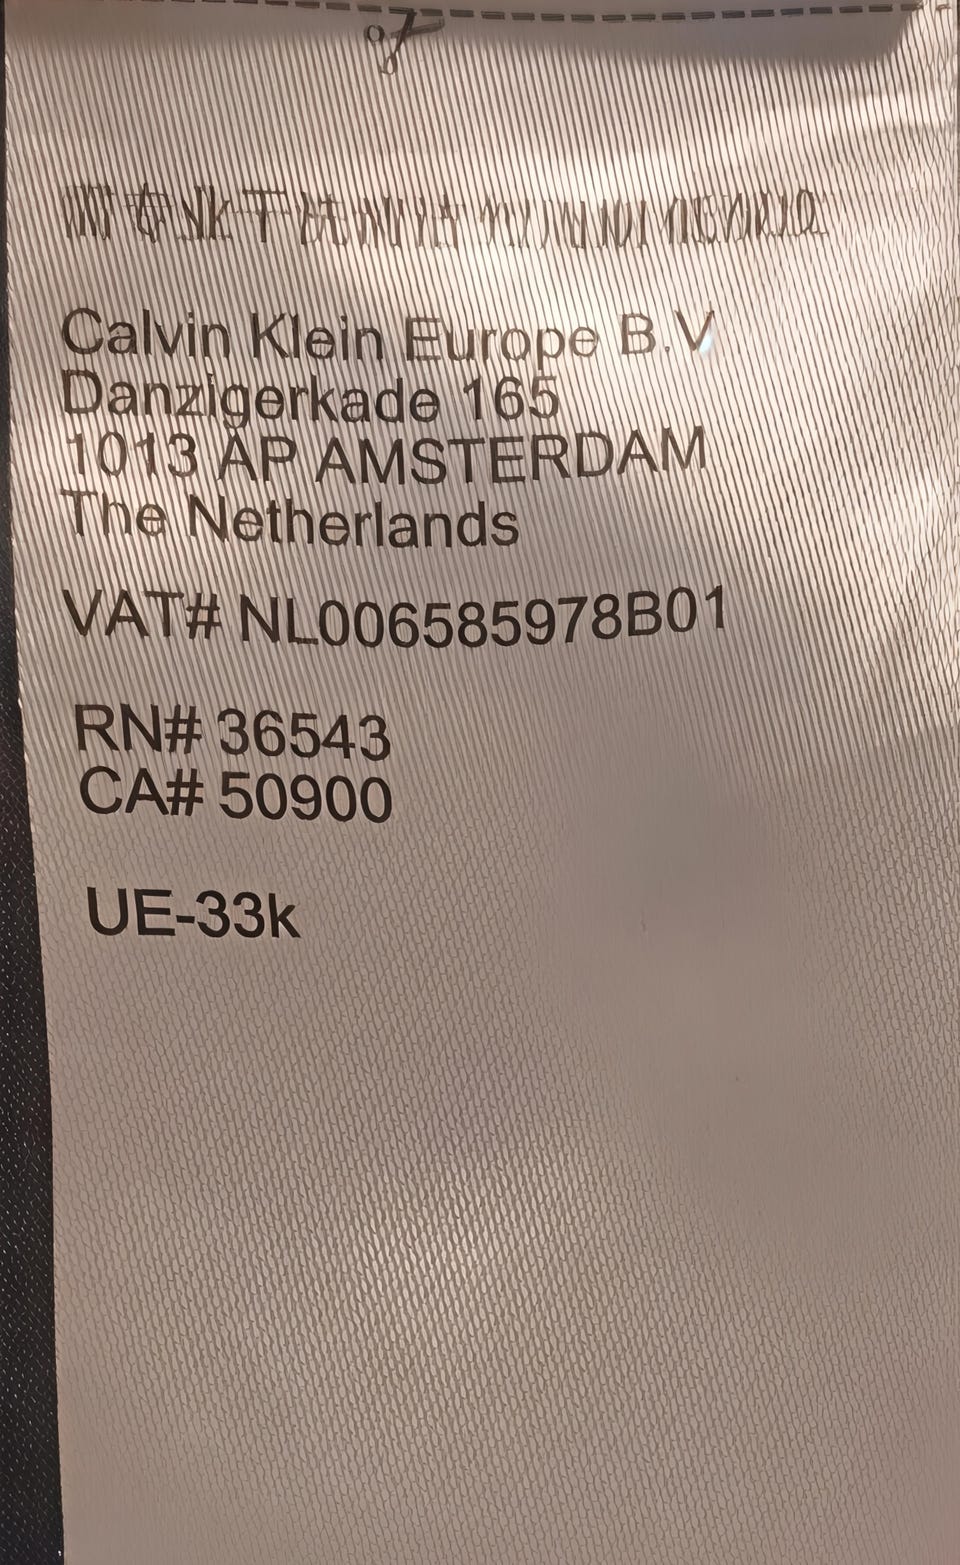 Calvin Klein Europe B.V
Danzigerkade 165
1013 AP AMSTERDAM
The Netherlands
VAT# NL006585978B01
RN# 36543
CA# 50900
UE-33k